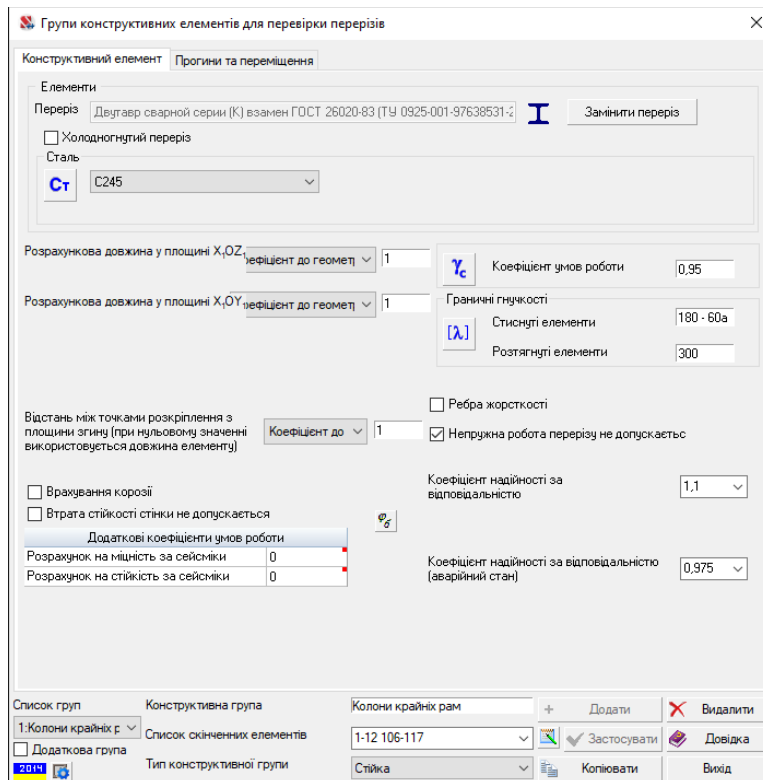 Групи конструктивних елементів для перевірки перерізів
Конструктивний елемент
Прогини та переміщення
Елементи
Переріз
Двутавр сварной серии (К) взамен ГОСТ 26020-83 (ТУ 0925-001-97638531-2
Замінити переріз
Холодногнутий переріз
Сталь
Ст
C245
Розрахункова довжина у площині X₁OZ₁
оефіцієнт до геомет
1
Розрахункова довжина у площині X₁OY₁
оефіцієнт до геомет
1
γc
Коефіцієнт умов роботи
0,95
Граничні гнучкості
[λ]
Стиснуті елементи
180 - 60a
Розтягнуті елементи
300
Відстань між точками розкріплення з
площини згину (при нульовому значенні
використовується довжина елементу)
Коефіцієнт до
1
Ребра жорсткості
Непружна робота перерізу не допускаєтьс
Врахування корозії
Втрата стійкості стінки не допускається
φб
Коефіцієнт надійності за
відповідальністю
1,1
Додаткові коефіцієнти умов роботи
Розрахунок на міцність за сейсміки 0
Розрахунок на стійкість за сейсміки 0
Коефіцієнт надійності за відповідальністю
(аварійний стан)
0,975
Список груп
1:Колони крайніх р
Додаткова група
2014
Конструктивна група
Колони крайніх рам
Список скінченних елементів
1-12 106-117
Тип конструктивної групи
Стійка
Додати
Видалити
Застосувати
Довідка
Копіювати
Вихід